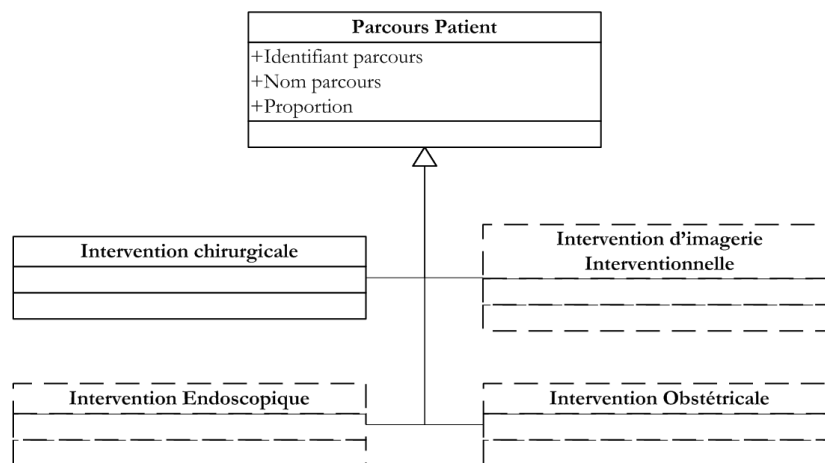 Parcours Patient
+Identifiant parcours
+Nom parcours
+Proportion
Intervention chirurgicale
Intervention d'imagerie
Interventionnelle
Intervention Endoscopique
Intervention Obstétricale